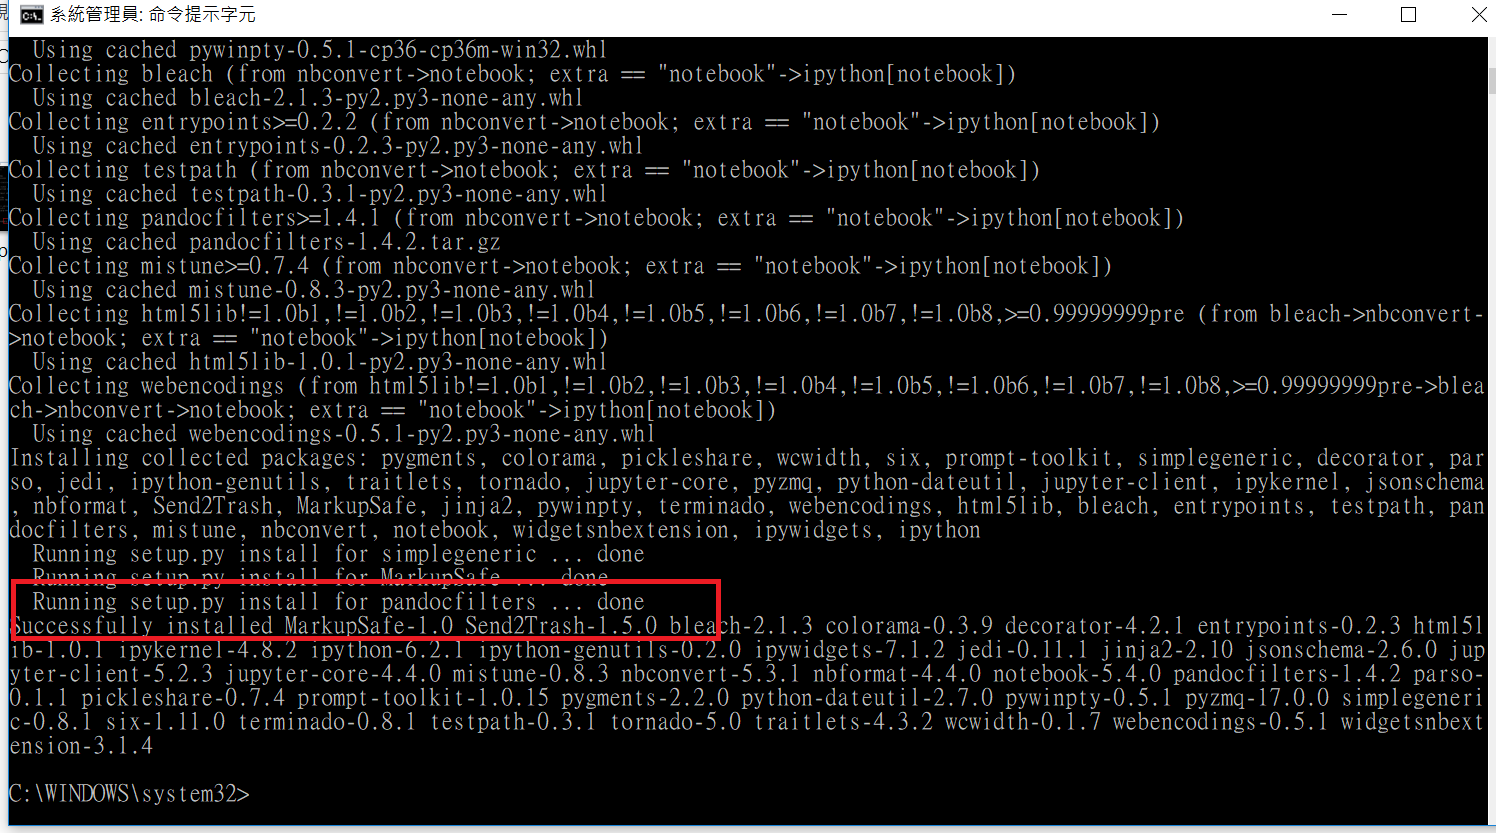 系統管理員: 命令提示字元
Using cached pywinpty-0.5.1-cp36-cp36m-win32.whl
Collecting bleach (from nbconvert->notebook; extra == "notebook"->ipython[notebook])
Using cached bleach-2.1.3-py2.py3-none-any.whl
Collecting entrypoints>=0.2.2 (from nbconvert->notebook; extra == "notebook"->ipython[notebook])
Using cached entrypoints-0.2.3-py2.py3-none-any.whl
Collecting testpath (from nbconvert->notebook; extra == "notebook"->ipython[notebook])
Using cached testpath-0.3.1-py2.py3-none-any.whl
Collecting pandocfilters>=1.4.1 (from nbconvert->notebook; extra == "notebook"->ipython[notebook])
Using cached pandocfilters-1.4.2.tar.gz
Collecting mistune>=0.7.4 (from nbconvert->notebook; extra == "notebook"->ipython[notebook])
Using cached mistune-0.8.3-py2.py3-none-any.whl
Collecting html5lib!=1.0b1,!=1.0b2,!=1.0b3,!=1.0b4,!=1.0b5,!=1.0b6,!=1.0b7,!=1.0b8,>=0.99999999pre (from bleach->nbconvert-
>notebook; extra == "notebook"->ipython[notebook])
Using cached html5lib-1.0.1-py2.py3-none-any.whl
Collecting webencodings (from html5lib!=1.0b1,!=1.0b2,!=1.0b3,!=1.0b4,!=1.0b5,!=1.0b6,!=1.0b7,!=1.0b8,>=0.99999999pre->blea
ch->nbconvert->notebook; extra == "notebook"->ipython[notebook])
Using cached webencodings-0.5.1-py2.py3-none-any.whl
Installing collected packages: pygments, colorama, pickleshare, wcwidth, six, prompt-toolkit, simplegeneric, decorator, par
so, jedi, ipython-genutils, traitlets, tornado, jupyter-core, pyzmq, python-dateutil, jupyter-client, ipykernel, jsonschema
, nbformat, Send2Trash, MarkupSafe, jinja2, pywinpty, terminado, webencodings, html5lib, bleach, entrypoints, testpath, pan
docfilters, mistune, nbconvert, notebook, widgetsnbextension, ipywidgets, ipython
Running setup.py install for simplegeneric ... done
Running setup.py install for MarkupSafe ... done
Running setup.py install for pandocfilters ... done
Successfully installed MarkupSafe-1.0 Send2Trash-1.5.0 bleach-2.1.3 colorama-0.3.9 decorator-4.2.1 entrypoints-0.2.3 html5l
ib-1.0.1 ipykernel-4.8.2 ipython-6.2.1 ipython-genutils-0.2.0 ipywidgets-7.1.2 jedi-0.11.1 jinja2-2.10 jsonschema-2.6.0 jup
yter-client-5.2.3 jupyter-core-4.4.0 mistune-0.8.3 nbconvert-5.3.1 nbformat-4.4.0 notebook-5.4.0 pandocfilters-1.4.2 parso-
0.1.1 pickleshare-0.7.4 prompt-toolkit-1.0.15 pygments-2.2.0 python-dateutil-2.7.0 pywinpty-0.5.1 pyzmq-17.0.0 simplegeneri
c-0.8.1 six-1.11.0 terminado-0.8.1 testpath-0.3.1 tornado-5.0 traitlets-4.3.2 wcwidth-0.1.7 webencodings-0.5.1 widgetsnbext
ension-3.1.4
C:\WINDOWS\system32>